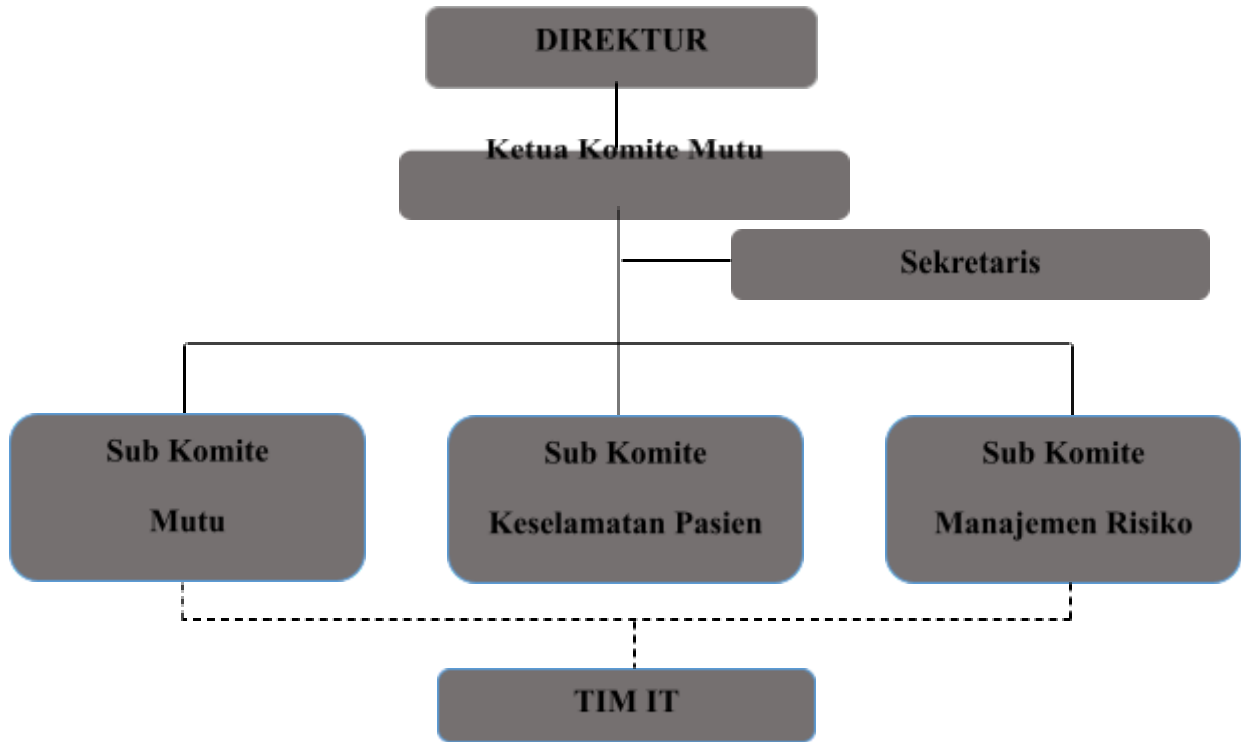 DIREKTUR
Ketua Komite Mutu
Sekretaris
Sub Komite
Mutu
Sub Komite
Keselamatan Pasien
Sub Komite
Manajemen Risiko
TIM IT